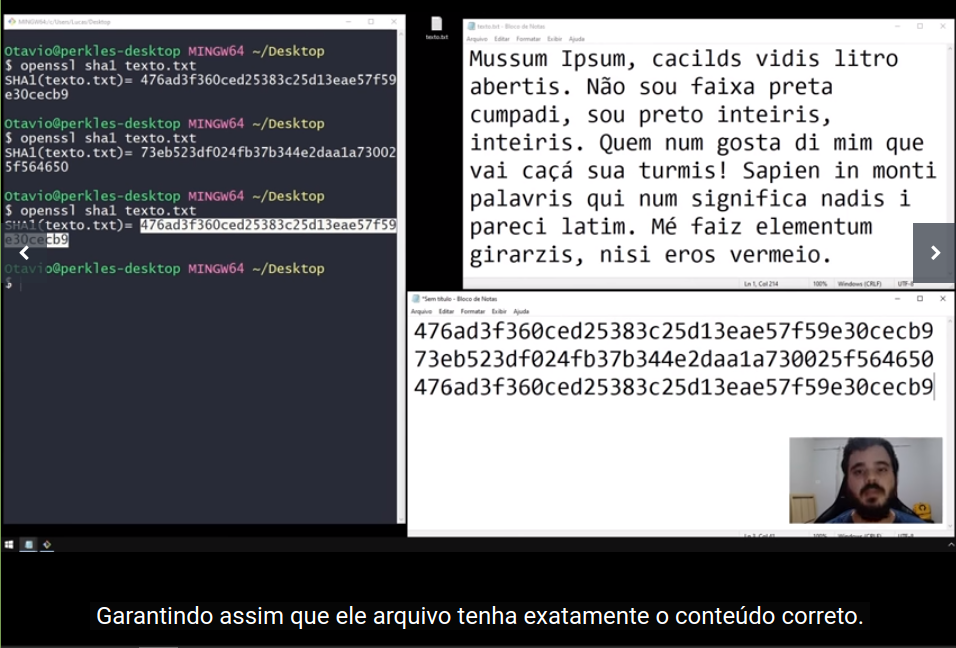 MINGW64:/c/Users/Lucas/Desktop
Otavio@perkles-desktop MINGW64 ~/Desktop
$ openssl sha1 texto.txt
SHA1(texto.txt)= 476ad3f360ced25383c25d13eae57f59
e30cecb9
Otavio@perkles-desktop MINGW64 ~/Desktop
$ openssl sha1 texto.txt
SHA1(texto.txt)= 73eb523df024fb37b344e2daa1a73002
5f564650
Otavio@perkles-desktop MINGW64 ~/Desktop
$ openssl sha1 texto.txt
SHA1(texto.txt)= 476ad3f360ced25383c25d13eae57f59
e30cecb9
Otavio@perkles-desktop MINGW64 ~/Desktop
$
texto.txt
texto.txt - Bloco de Notas
Arquivo Editar Formatar Exibir Ajuda
Mussum Ipsum, cacilds vidis litro
abertis. Não sou faixa preta
cumpadi, sou preto inteiris,
inteiris. Quem num gosta di mim que
vai caçá sua turmis! Sapien in monti
palavris qui num significa nadis i
pareci latim. Mé faiz elementum
girarzis, nisi eros vermeio.
Ln 1, Col 214 100% Windows (CRLF) UTF-8
*Sem título - Bloco de Notas
Arquivo Editar Formatar Exibir Ajuda
476ad3f360ced25383c25d13eae57f59e30cecb9
73eb523df024fb37b344e2daa1a730025f564650
476ad3f360ced25383c25d13eae57f59e30cecb9
Ln 3, Col 41 100% Windows (CRLF) UTF-8
Garantindo assim que ele arquivo tenha exatamente o conteúdo correto.